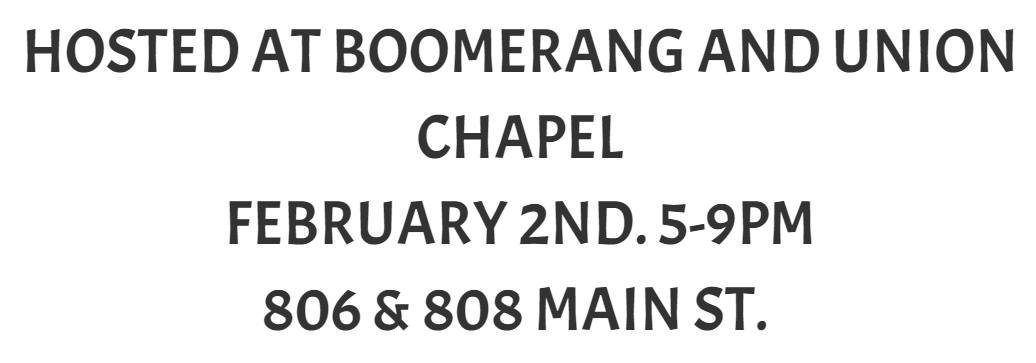 HOSTED AT BOOMERANG AND UNION
CHAPEL
FEBRUARY 2ND. 5-9PM
806 & 808 MAIN ST.